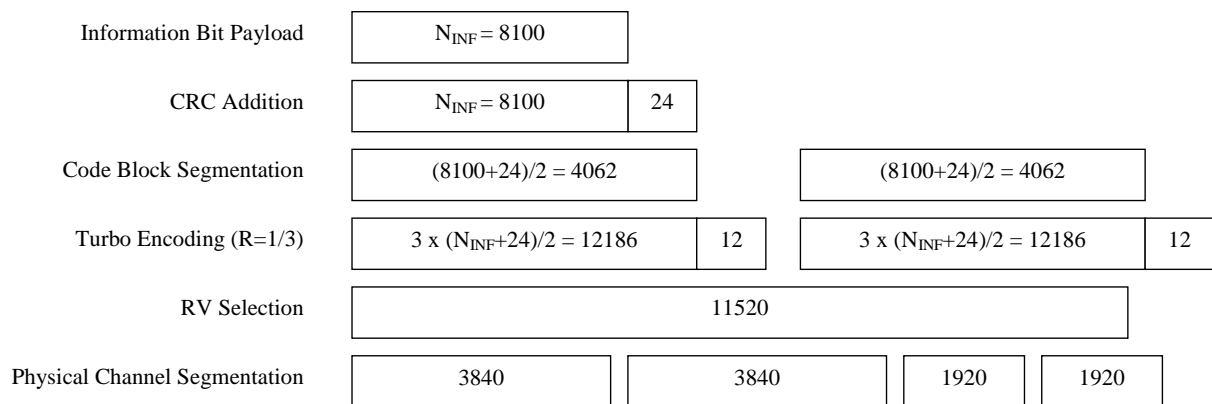 Information Bit Payload N_INF = 8100
CRC Addition N_INF = 8100 24
Code Block Segmentation (8100+24)/2 = 4062 (8100+24)/2 = 4062
Turbo Encoding (R=1/3) 3 x (N_INF+24)/2 = 12186 12 3 x (N_INF+24)/2 = 12186 12
RV Selection 11520
Physical Channel Segmentation 3840 3840 1920 1920